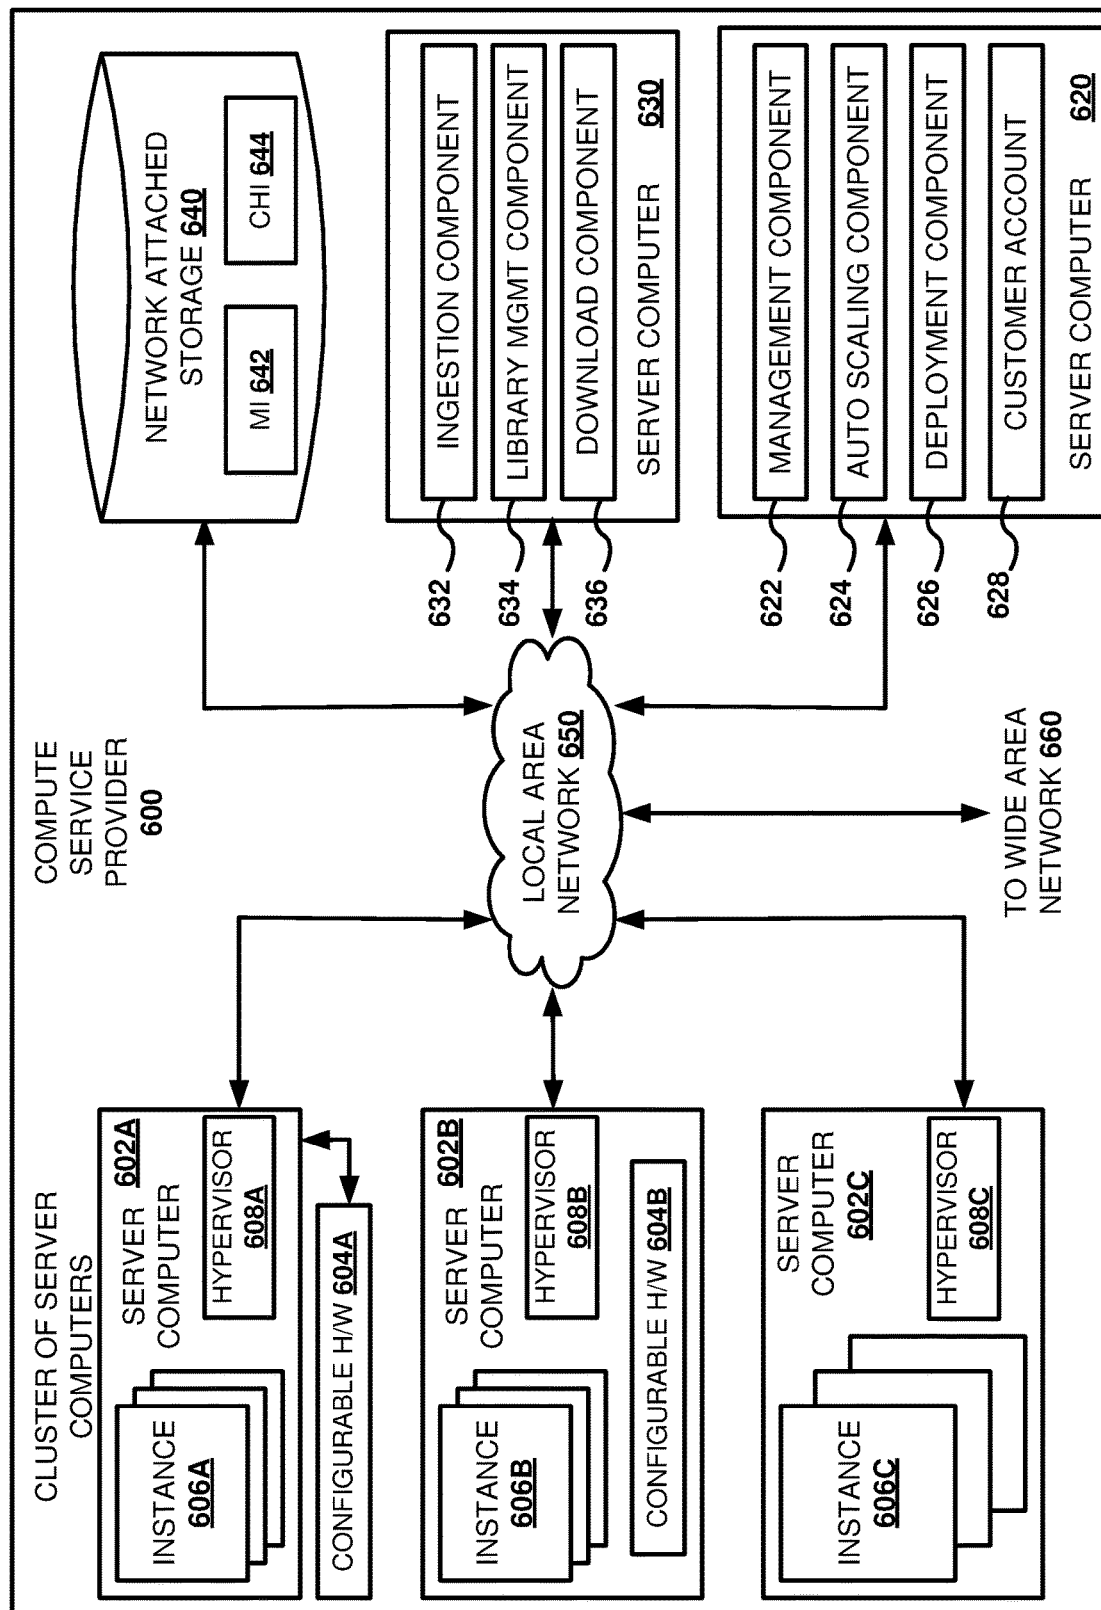 CLUSTER OF SERVER
COMPUTERS
COMPUTE
SERVICE
PROVIDER
600
SERVER
COMPUTER
602A
INSTANCE
606A
HYPERVISOR
608A
CONFIGURABLE H/W 604A
SERVER
COMPUTER
602B
INSTANCE
606B
HYPERVISOR
608B
CONFIGURABLE H/W 604B
SERVER
COMPUTER
602C
INSTANCE
606C
HYPERVISOR
608C
LOCAL AREA
NETWORK 650
TO WIDE AREA
NETWORK 660
NETWORK ATTACHED
STORAGE 640
MI 642
CHI 644
632
INGESTION COMPONENT
634
LIBRARY MGMT COMPONENT
636
DOWNLOAD COMPONENT
SERVER COMPUTER
630
622
MANAGEMENT COMPONENT
624
AUTO SCALING COMPONENT
626
DEPLOYMENT COMPONENT
628
CUSTOMER ACCOUNT
SERVER COMPUTER
620